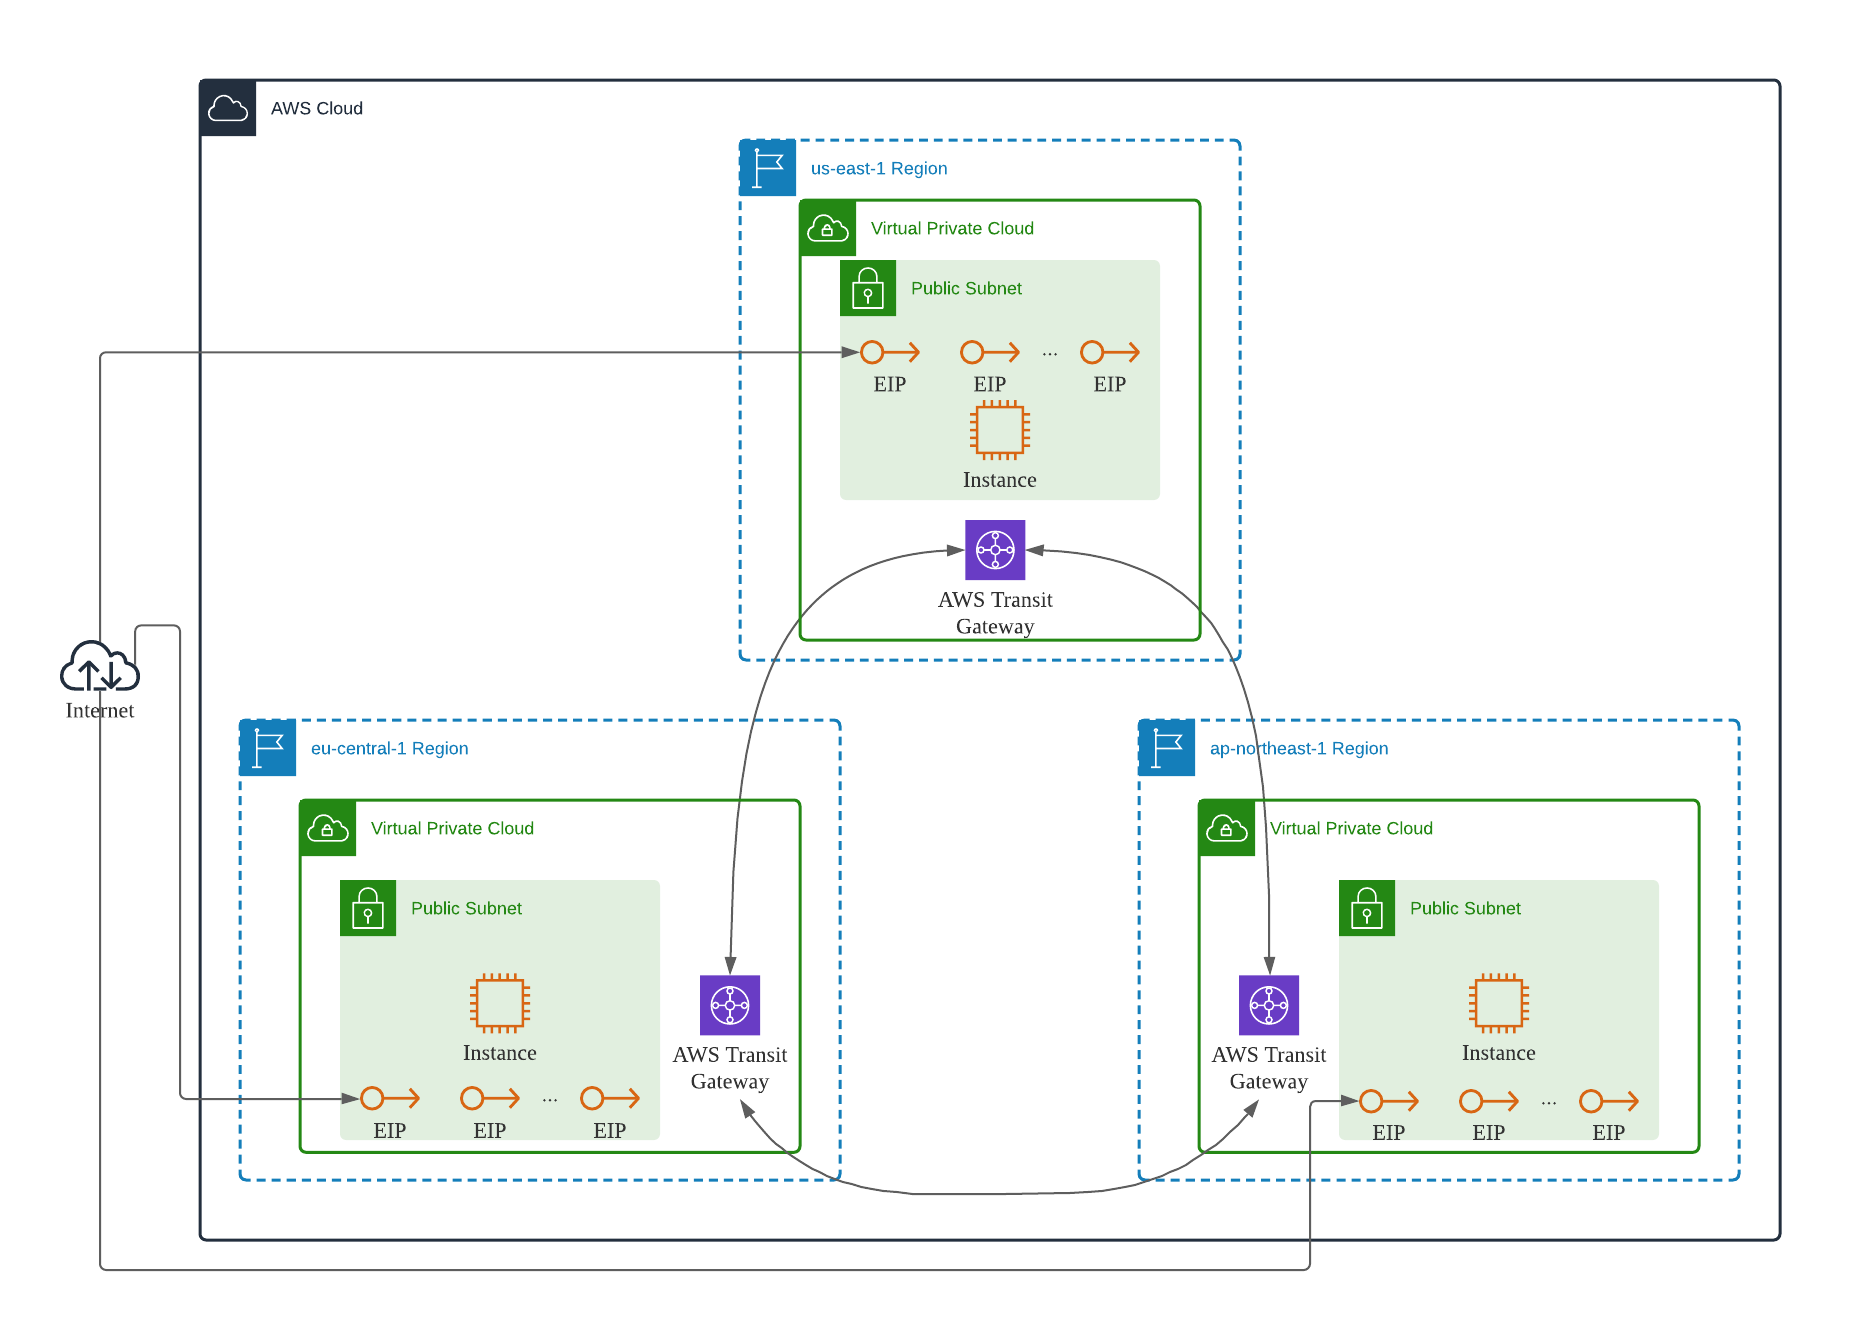 AWS Cloud
us-east-1 Region
Virtual Private Cloud
Public Subnet
...
EIP
EIP
EIP
Instance
AWS Transit
Gateway
Internet
eu-central-1 Region
Virtual Private Cloud
Public Subnet
Instance
...
EIP
EIP
EIP
AWS Transit
Gateway
ap-northeast-1 Region
Virtual Private Cloud
Public Subnet
AWS Transit
Gateway
Instance
...
EIP
EIP
EIP